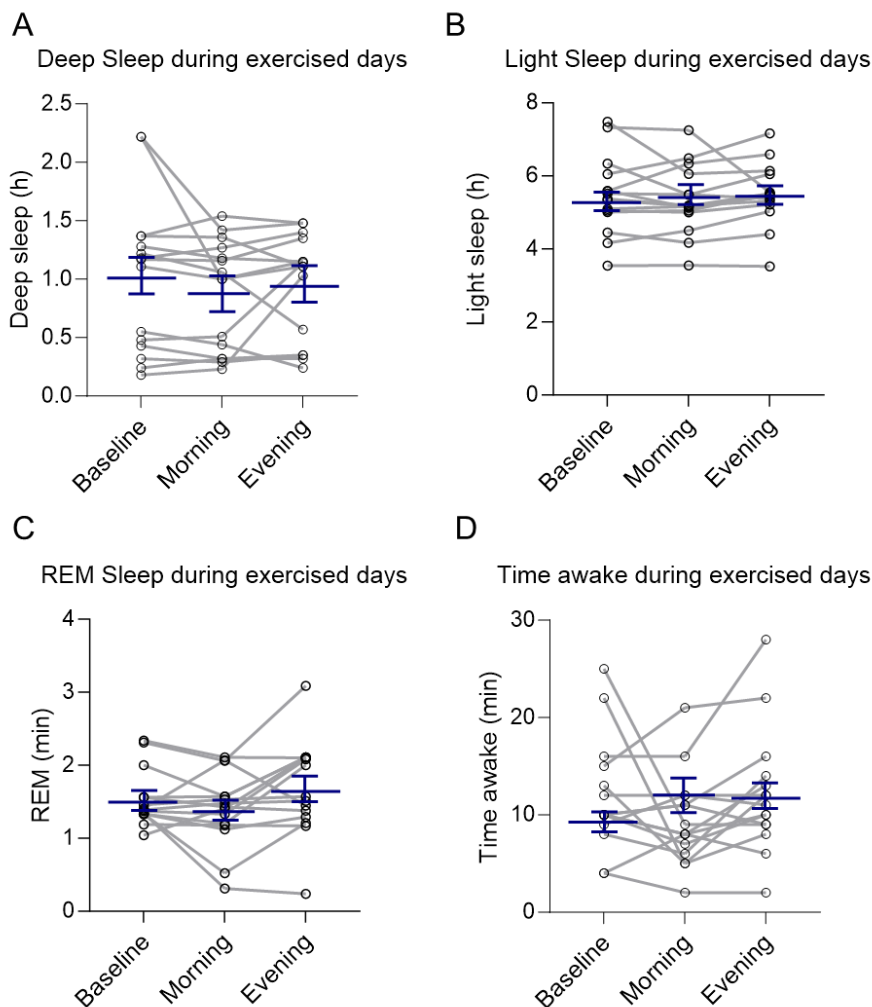 A
Deep Sleep during exercised days
Deep sleep (h)
2.5
2.0
1.5
1.0
0.5
0.0
Baseline
Morning
Evening
B
Light Sleep during exercised days
Light sleep (h)
8
6
4
2
0
Baseline
Morning
Evening
C
REM Sleep during exercised days
REM (min)
4
3
2
1
0
Baseline
Morning
Evening
D
Time awake during exercised days
Time awake (min)
30
20
10
0
Baseline
Morning
Evening